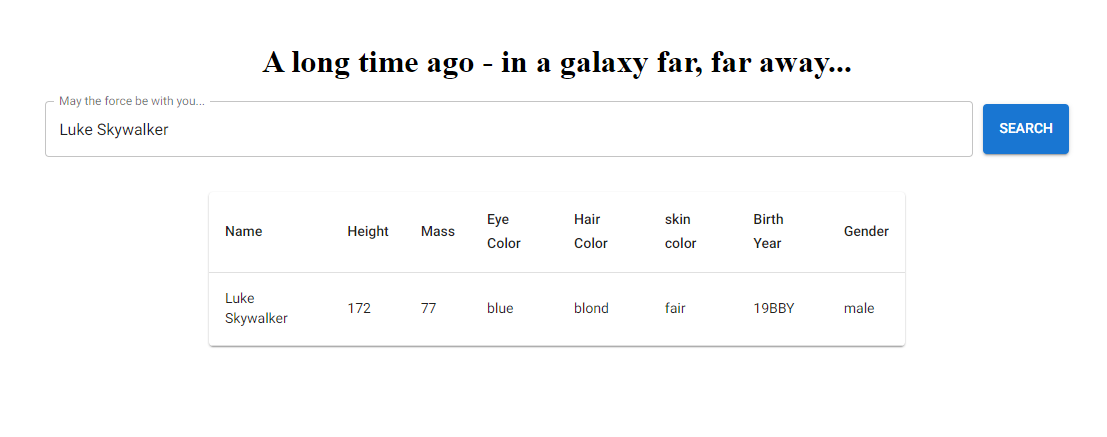 A long time ago - in a galaxy far, far away...
May the force be with you...
Luke Skywalker
SEARCH
Name Height Mass Eye Color Hair Color skin color Birth Year Gender
Luke Skywalker 172 77 blue blond fair 19BBY male